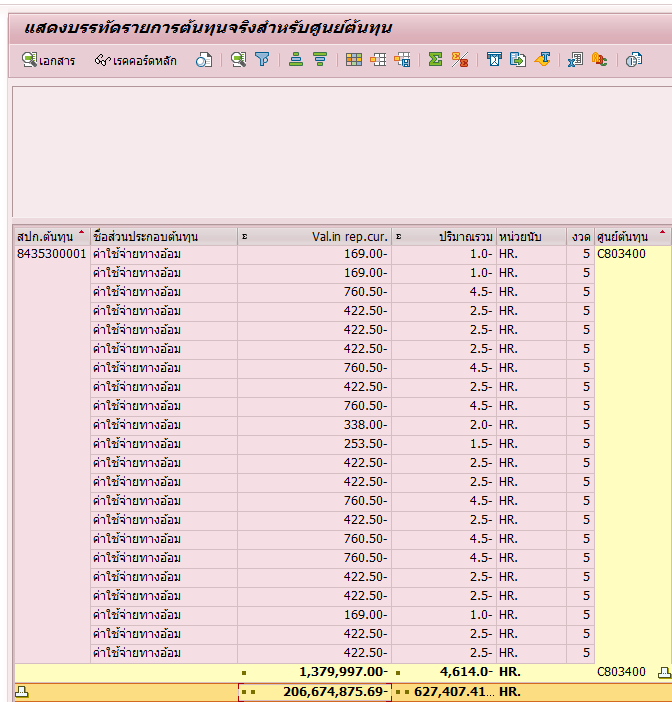 แสดงบรรทัดรายการต้นทุนจริงสำหรับศูนย์ต้นทุน
เอกสาร เรคคอร์ดหลัก
สปก.ต้นทุน ชื่อส่วนประกอบต้นทุน Σ Val.in rep.cur. Σ ปริมาณรวม หน่วยนับ งวด ศูนย์ต้นทุน
8435300001 ค่าใช้จ่ายทางอ้อม 169.00- 1.0- HR. 5 C803400
ค่าใช้จ่ายทางอ้อม 169.00- 1.0- HR. 5
ค่าใช้จ่ายทางอ้อม 760.50- 4.5- HR. 5
ค่าใช้จ่ายทางอ้อม 422.50- 2.5- HR. 5
ค่าใช้จ่ายทางอ้อม 422.50- 2.5- HR. 5
ค่าใช้จ่ายทางอ้อม 422.50- 2.5- HR. 5
ค่าใช้จ่ายทางอ้อม 760.50- 4.5- HR. 5
ค่าใช้จ่ายทางอ้อม 422.50- 2.5- HR. 5
ค่าใช้จ่ายทางอ้อม 760.50- 4.5- HR. 5
ค่าใช้จ่ายทางอ้อม 338.00- 2.0- HR. 5
ค่าใช้จ่ายทางอ้อม 253.50- 1.5- HR. 5
ค่าใช้จ่ายทางอ้อม 422.50- 2.5- HR. 5
ค่าใช้จ่ายทางอ้อม 422.50- 2.5- HR. 5
ค่าใช้จ่ายทางอ้อม 760.50- 4.5- HR. 5
ค่าใช้จ่ายทางอ้อม 422.50- 2.5- HR. 5
ค่าใช้จ่ายทางอ้อม 760.50- 4.5- HR. 5
ค่าใช้จ่ายทางอ้อม 760.50- 4.5- HR. 5
ค่าใช้จ่ายทางอ้อม 422.50- 2.5- HR. 5
ค่าใช้จ่ายทางอ้อม 422.50- 2.5- HR. 5
ค่าใช้จ่ายทางอ้อม 169.00- 1.0- HR. 5
ค่าใช้จ่ายทางอ้อม 422.50- 2.5- HR. 5
ค่าใช้จ่ายทางอ้อม 422.50- 2.5- HR. 5
1,379,997.00- 4,614.0- HR. C803400
206,674,875.69- 627,407.41... HR.